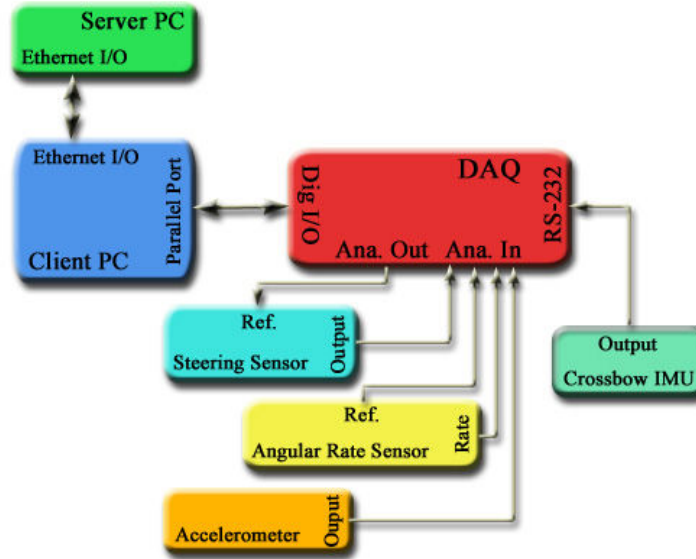 Server PC
Ethernet I/O
Ethernet I/O
Parallel Port
Client PC
Dig I/O
DAQ
RS-232
Ana. Out
Ana. In
Ref.
Steering Sensor
Output
Output
Crossbow IMU
Ref.
Angular Rate Sensor
Rate
Accelerometer
Ouput